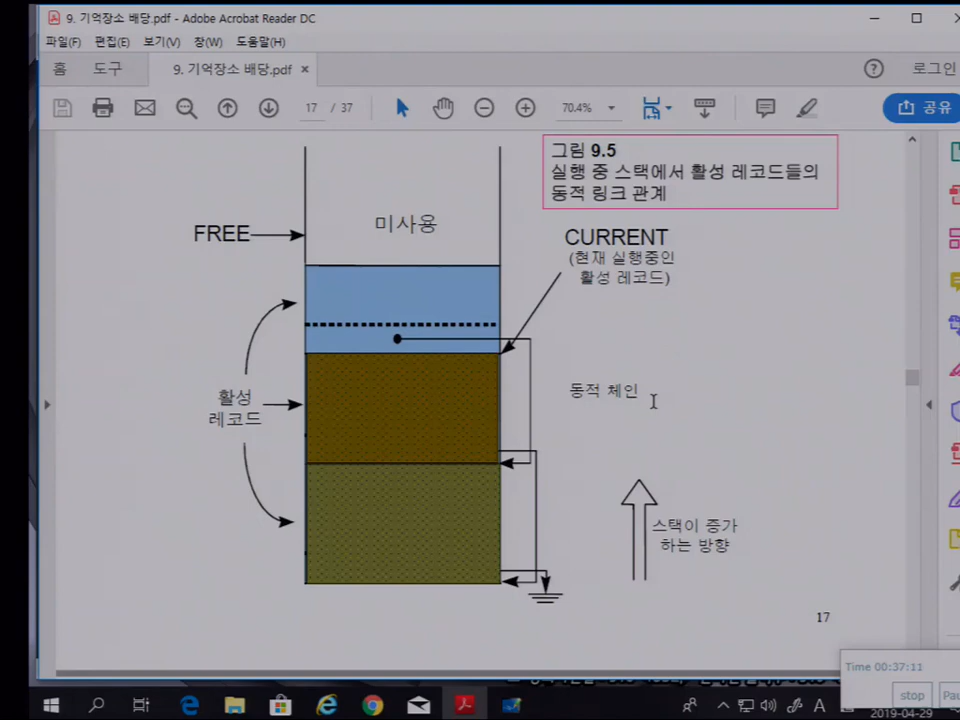 9. 기억장소 배당.pdf - Adobe Acrobat Reader DC
파일(F) 편집(E) 보기(V) 창(W) 도움말(H)
홈 도구 9. 기억장소 배당.pdf × ? 로그인
17 / 37 70.4% 공유
그림 9.5
실행 중 스택에서 활성 레코드들의
동적 링크 관계
미사용
FREE
CURRENT
(현재 실행중인
활성 레코드)
동적 체인
활성
레코드
스택이 증가
하는 방향
17
Time 00:37:11
stop
A
2019-04-29